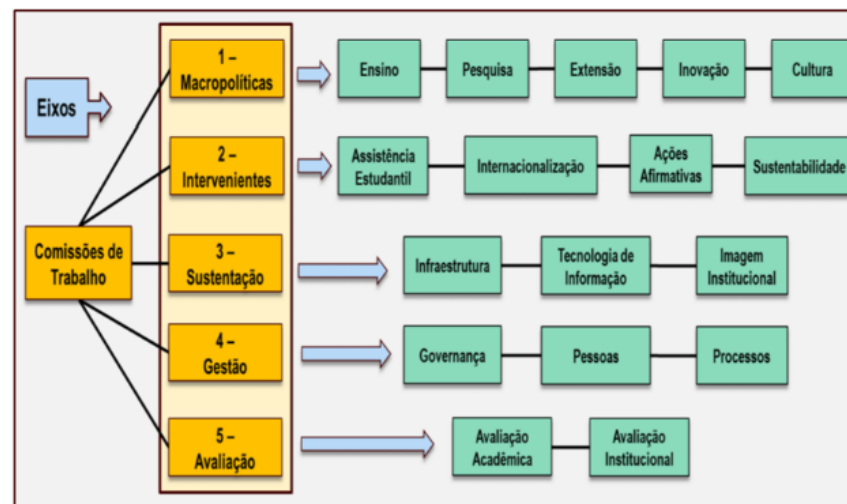 Eixos
Comissões de
Trabalho
1 –
Macropolíticas
Ensino
Pesquisa
Extensão
Inovação
Cultura
2 –
Intervenientes
Assistência
Estudantil
Internacionalização
Ações
Afirmativas
Sustentabilidade
3 –
Sustentação
Infraestrutura
Tecnologia de
Informação
Imagem
Institucional
4 –
Gestão
Governança
Pessoas
Processos
5 –
Avaliação
Avaliação
Acadêmica
Avaliação
Institucional